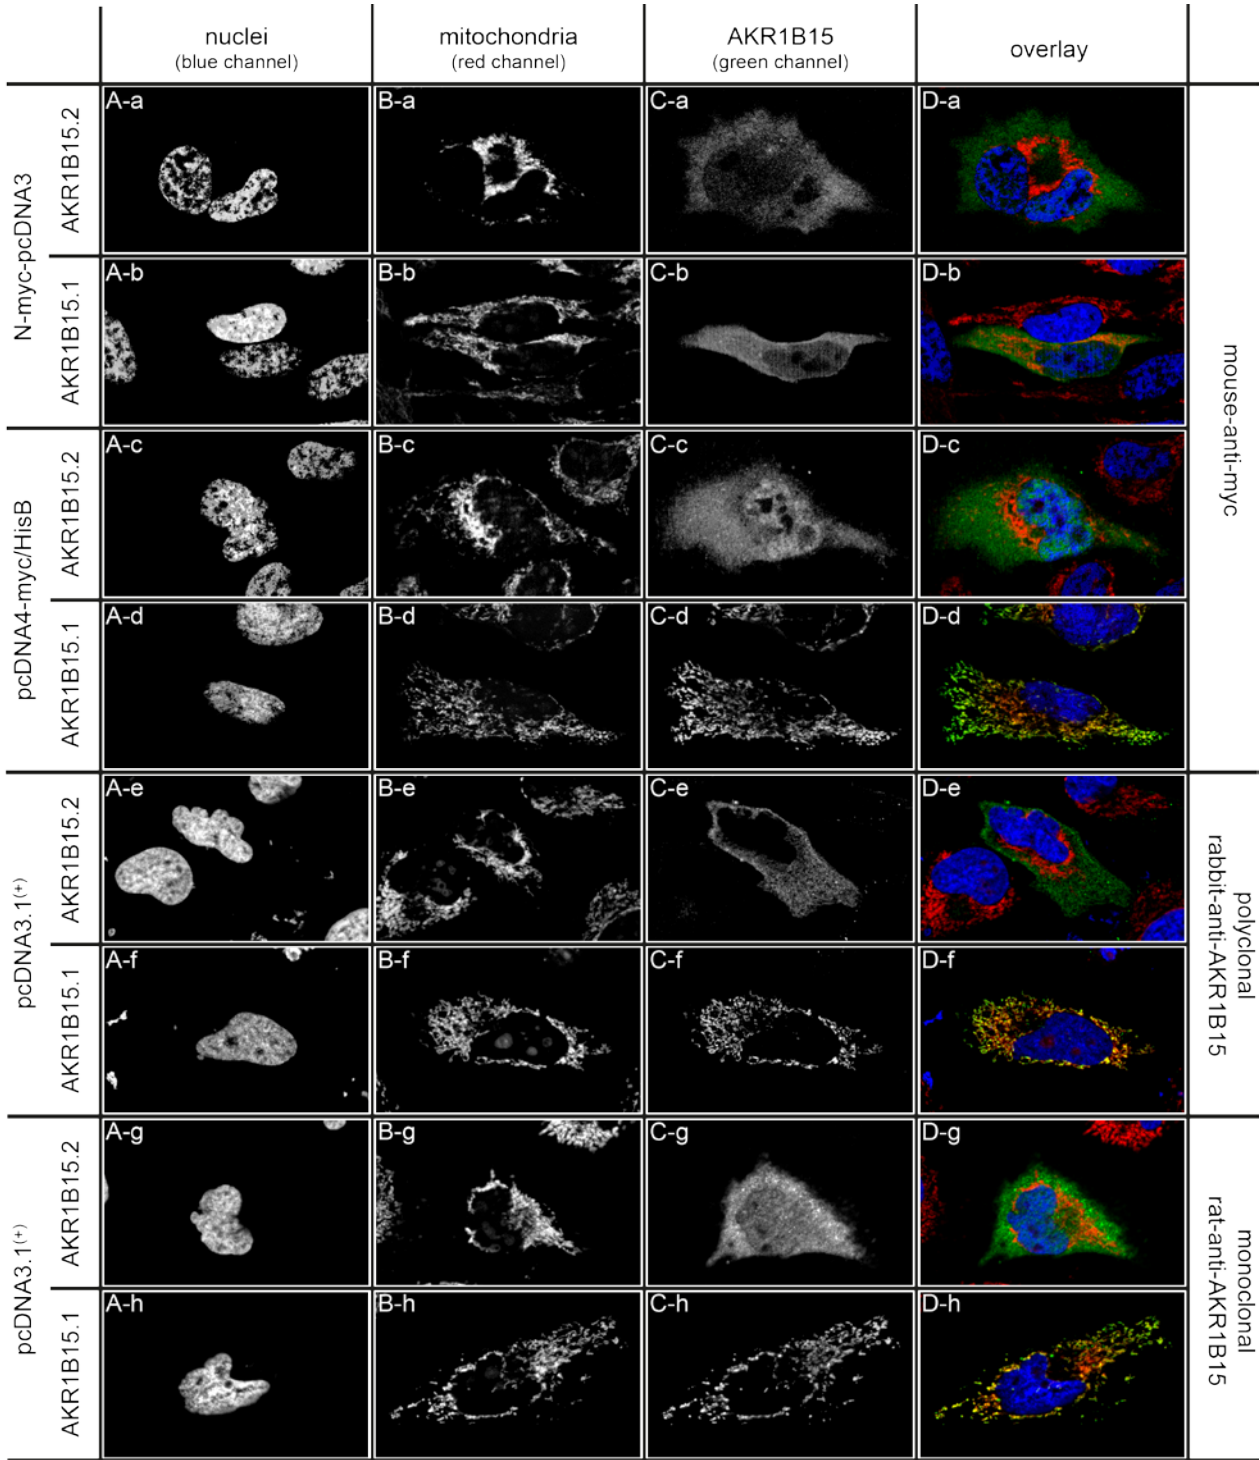 nuclei
(blue channel)
mitochondria
(red channel)
AKR1B15
(green channel)
overlay
N-myc-pcDNA3
AKR1B15.2
A-a
B-a
C-a
D-a
mouse-anti-myc
AKR1B15.1
A-b
B-b
C-b
D-b
pcDNA4-myc/HisB
AKR1B15.2
A-c
B-c
C-c
D-c
AKR1B15.1
A-d
B-d
C-d
D-d
pcDNA3.1(+)
AKR1B15.2
A-e
B-e
C-e
D-e
polyclonal
rabbit-anti-AKR1B15
AKR1B15.1
A-f
B-f
C-f
D-f
pcDNA3.1(+)
AKR1B15.2
A-g
B-g
C-g
D-g
monoclonal
rat-anti-AKR1B15
AKR1B15.1
A-h
B-h
C-h
D-h